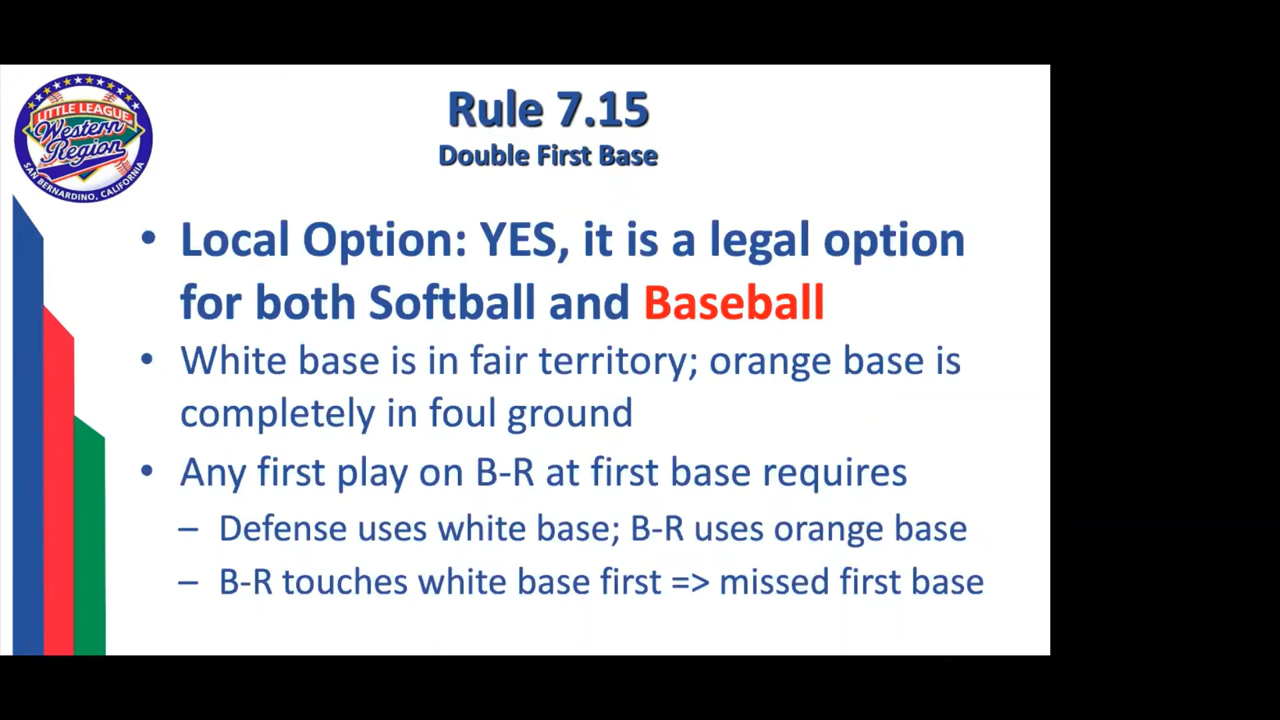 LITTLE LEAGUE
Western
Region
SAN BERNARDINO, CALIFORNIA
Rule 7.15
Double First Base
• Local Option: YES, it is a legal option
for both Softball and Baseball
• White base is in fair territory; orange base is
completely in foul ground
• Any first play on B-R at first base requires
– Defense uses white base; B-R uses orange base
– B-R touches white base first => missed first base